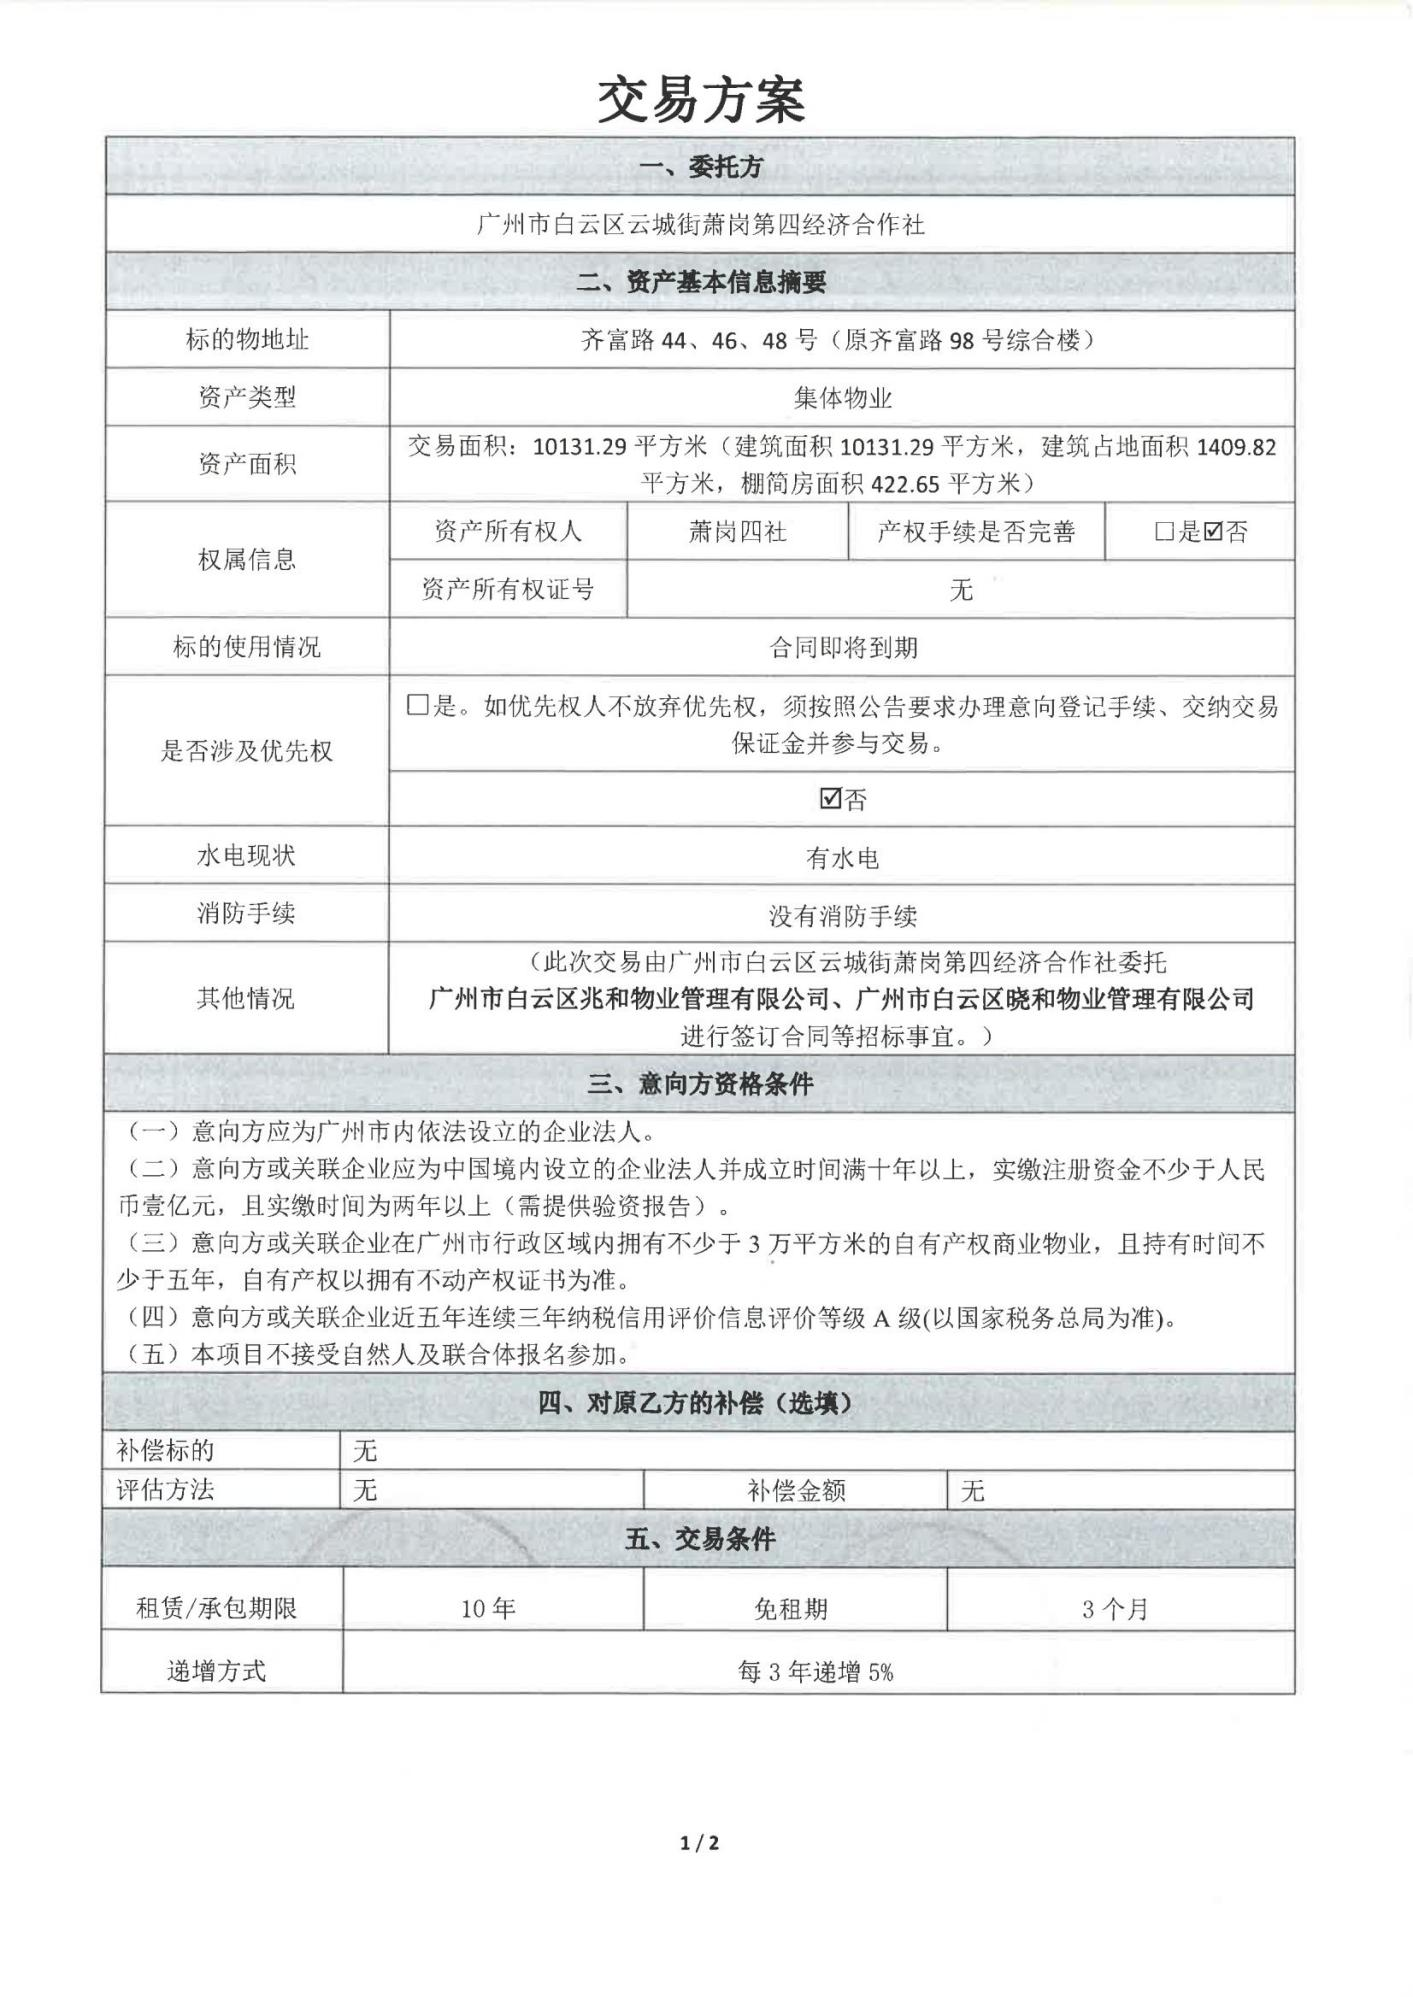 交易方案
一、委托方
广州市白云区云城街萧岗第四经济合作社
二、资产基本信息摘要
标的物地址 齐富路 44、46、48 号（原齐富路 98 号综合楼）
资产类型 集体物业
资产面积 交易面积：10131.29 平方米（建筑面积 10131.29 平方米，建筑占地面积 1409.82
平方米，棚简房面积 422.65 平方米）
权属信息 资产所有权人 萧岗四社 产权手续是否完善 ☐是☑否
资产所有权证号 无
标的使用情况 合同即将到期
是否涉及优先权 ☐是。如优先权人不放弃优先权，须按照公告要求办理意向登记手续、交纳交易
保证金并参与交易。
☑否
水电现状 有水电
消防手续 没有消防手续
其他情况 （此次交易由广州市白云区云城街萧岗第四经济合作社委托
广州市白云区兆和物业管理有限公司、广州市白云区晓和物业管理有限公司
进行签订合同等招标事宜。）
三、意向方资格条件
（一）意向方应为广州市内依法设立的企业法人。
（二）意向方或关联企业应为中国境内设立的企业法人并成立时间满十年以上，实缴注册资金不少于人民
币壹亿元，且实缴时间为两年以上（需提供验资报告）。
（三）意向方或关联企业在广州市行政区域内拥有不少于 3 万平方米的自有产权商业物业，且持有时间不
少于五年，自有产权以拥有不动产权证书为准。
（四）意向方或关联企业近五年连续三年纳税信用评价信息评价等级 A 级(以国家税务总局为准)。
（五）本项目不接受自然人及联合体报名参加。
四、对原乙方的补偿（选填）
补偿标的 无
评估方法 无 补偿金额 无
五、交易条件
租赁/承包期限 10 年 免租期 3 个月
递增方式 每 3 年递增 5%
1 / 2